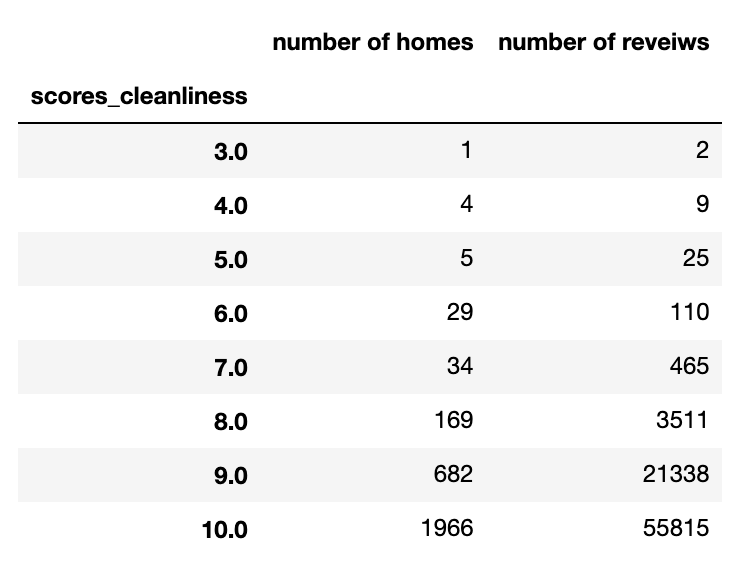 number of homes number of reveiws
scores_cleanliness
3.0 1 2
4.0 4 9
5.0 5 25
6.0 29 110
7.0 34 465
8.0 169 3511
9.0 682 21338
10.0 1966 55815